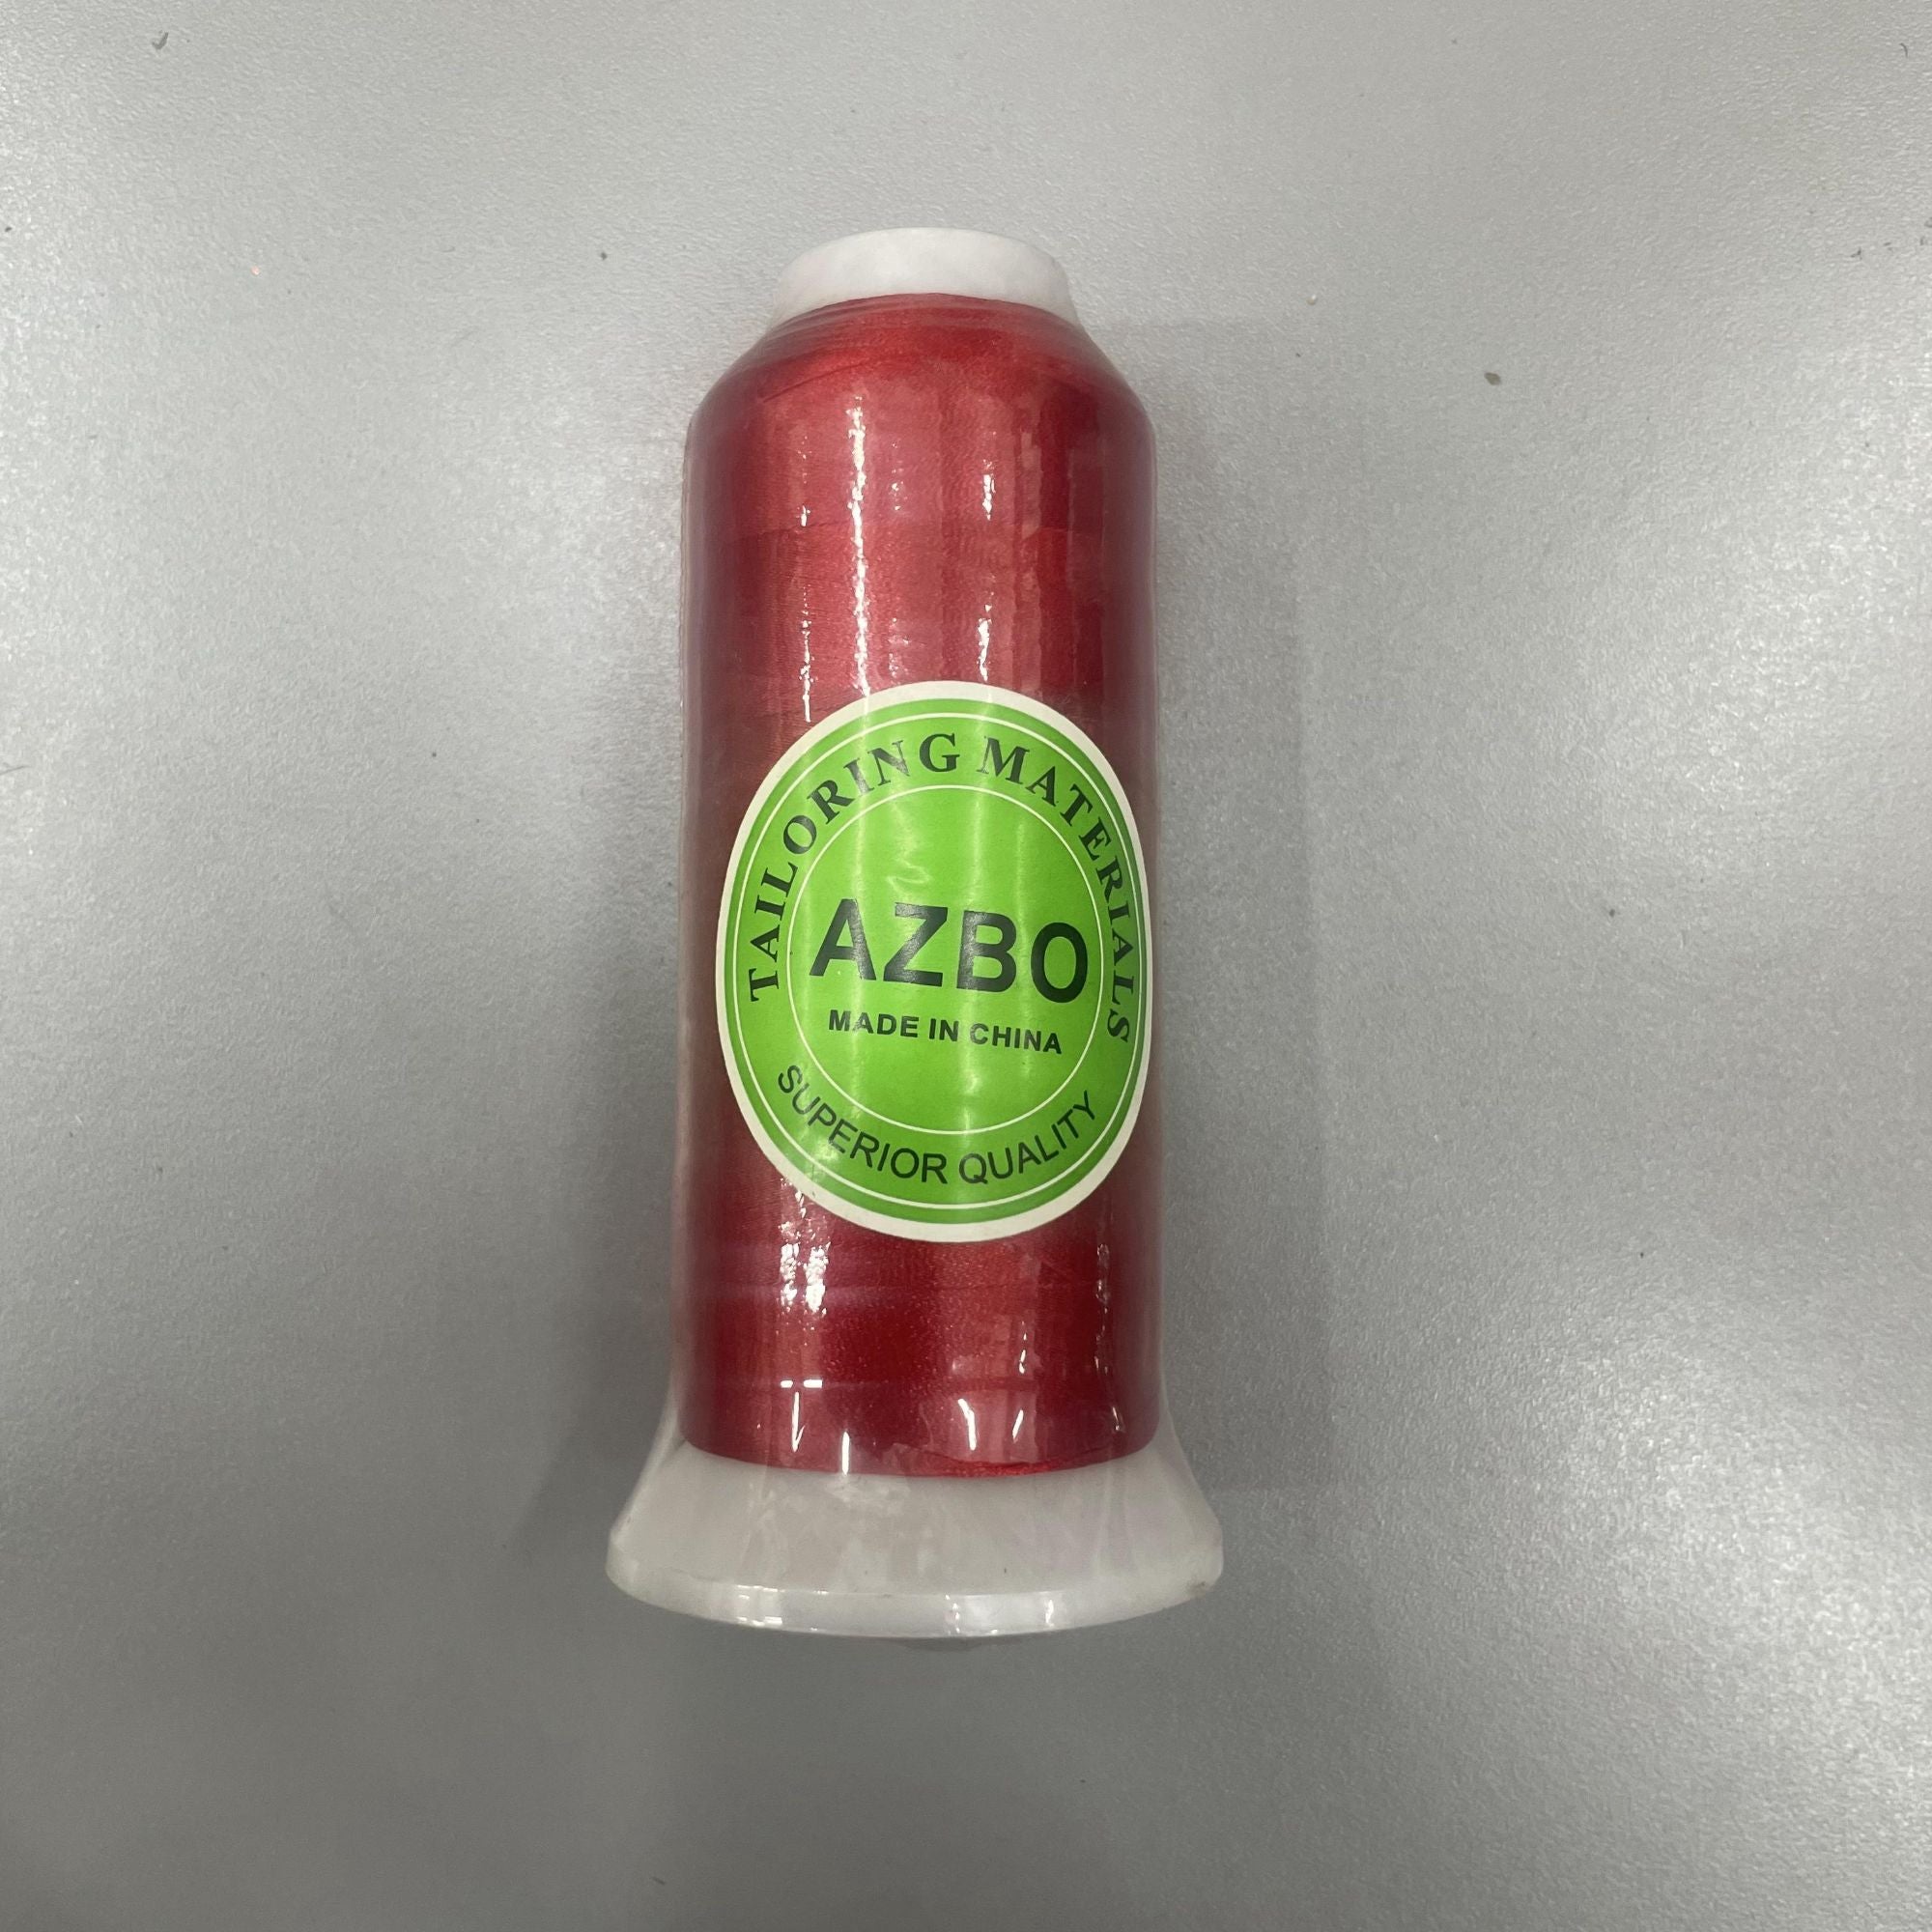 TAILORING MATERIALS
AZBO
MADE IN CHINA
SUPERIOR QUALITY